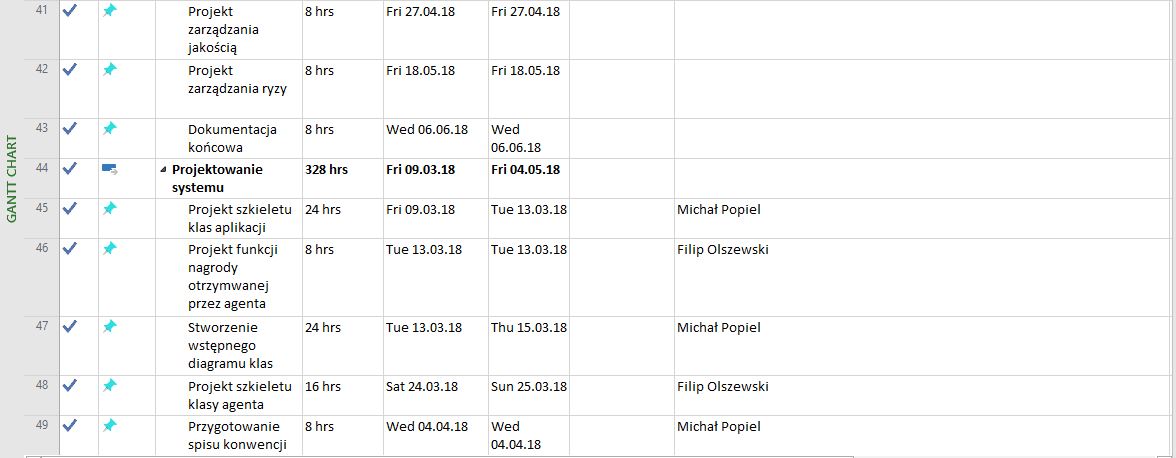 GANTT CHART
41 Projekt zarządzania jakością 8 hrs Fri 27.04.18 Fri 27.04.18
42 Projekt zarządzania ryzy 8 hrs Fri 18.05.18 Fri 18.05.18
43 Dokumentacja końcowa 8 hrs Wed 06.06.18 Wed 06.06.18
44 Projektowanie systemu 328 hrs Fri 09.03.18 Fri 04.05.18
45 Projekt szkieletu klas aplikacji 24 hrs Fri 09.03.18 Tue 13.03.18 Michał Popiel
46 Projekt funkcji nagrody otrzymwanej przez agenta 8 hrs Tue 13.03.18 Tue 13.03.18 Filip Olszewski
47 Stworzenie wstępnego diagramu klas 24 hrs Tue 13.03.18 Thu 15.03.18 Michał Popiel
48 Projekt szkieletu klasy agenta 16 hrs Sat 24.03.18 Sun 25.03.18 Filip Olszewski
49 Przygotowanie spisu konwencji 8 hrs Wed 04.04.18 Wed 04.04.18 Michał Popiel